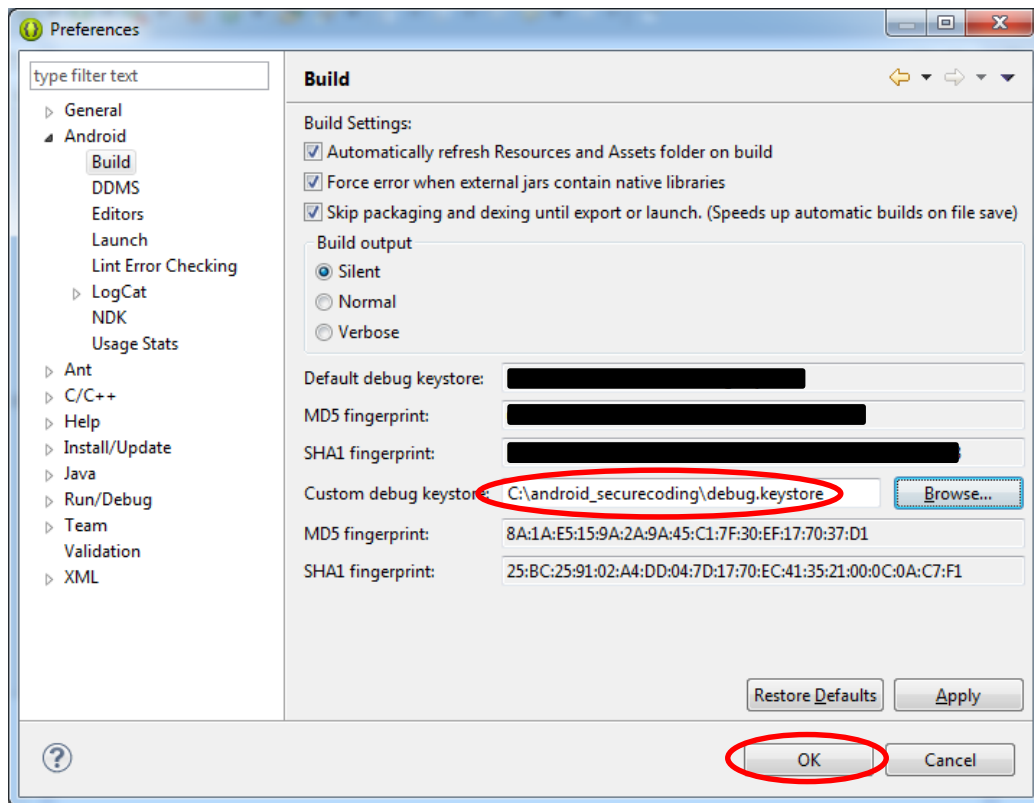 Preferences
type filter text
General
Android
Build
DDMS
Editors
Launch
Lint Error Checking
LogCat
NDK
Usage Stats
Ant
C/C++
Help
Install/Update
Java
Run/Debug
Team
Validation
XML
Build
Build Settings:
Automatically refresh Resources and Assets folder on build
Force error when external jars contain native libraries
Skip packaging and dexing until export or launch. (Speeds up automatic builds on file save)
Build output
Silent
Normal
Verbose
Default debug keystore:
MD5 fingerprint:
SHA1 fingerprint:
Custom debug keystore: C:\android_securecoding\debug.keystore Browse...
MD5 fingerprint: 8A:1A:E5:15:9A:2A:9A:45:C1:7F:30:EF:17:70:37:D1
SHA1 fingerprint: 25:BC:25:91:02:A4:DD:04:7D:17:70:EC:41:35:21:00:0C:0A:C7:F1
Restore Defaults Apply
OK Cancel